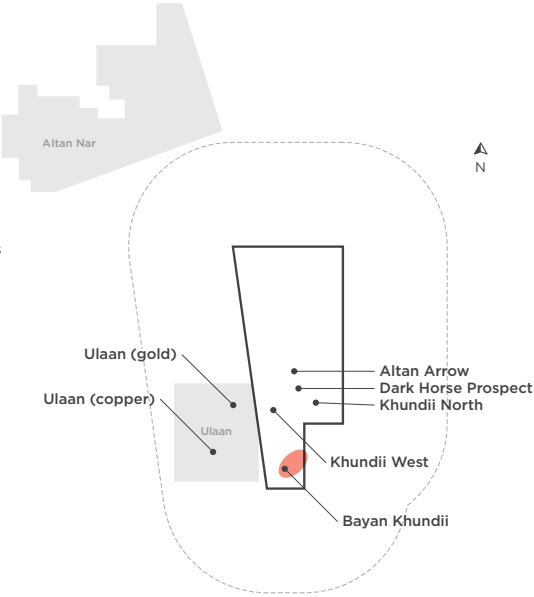 Altan Nar
N
Ulaan (gold)
Ulaan (copper)
Ulaan
Altan Arrow
Dark Horse Prospect
Khundii North
Khundii West
Bayan Khundii